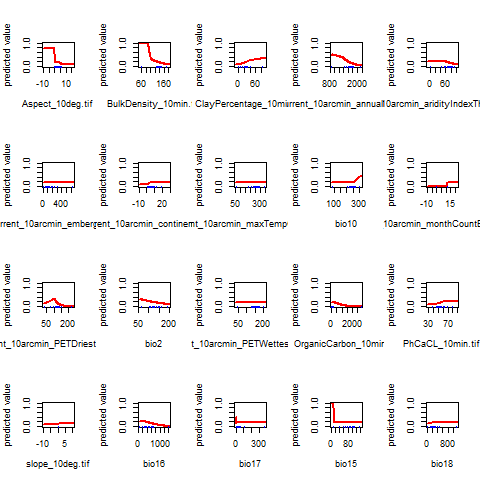 predicted value 0.0 1.0 -10 10 Aspect_10deg.tif
predicted value 0.0 1.0 60 160 BulkDensity_10min.
predicted value 0.0 1.0 0 60 ClayPercentage_10mi
predicted value 0.0 1.0 800 2000 rrent_10arcmin_annual
predicted value 0.0 1.0 0 60 10arcmin_aridityIndexTh
predicted value 0.0 1.0 0 400 rrent_10arcmin_ember
predicted value 0.0 1.0 -10 20 ent_10arcmin_contine
predicted value 0.0 1.0 50 300 nt_10arcmin_maxTemp
predicted value 0.0 1.0 100 300 bio10
predicted value 0.0 1.0 -10 15 10arcmin_monthCountB
predicted value 0.0 1.0 50 200 nt_10arcmin_PETDriest
predicted value 0.0 1.0 50 200 bio2
predicted value 0.0 1.0 50 200 t_10arcmin_PETWettes
predicted value 0.0 1.0 0 2000 OrganicCarbon_10mir
predicted value 0.0 1.0 30 70 PhCaCL_10min.tif
predicted value 0.0 1.0 -10 5 slope_10deg.tif
predicted value 0.0 1.0 0 1000 bio16
predicted value 0.0 1.0 0 300 bio17
predicted value 0.0 1.0 0 80 bio15
predicted value 0.0 1.0 0 800 bio18